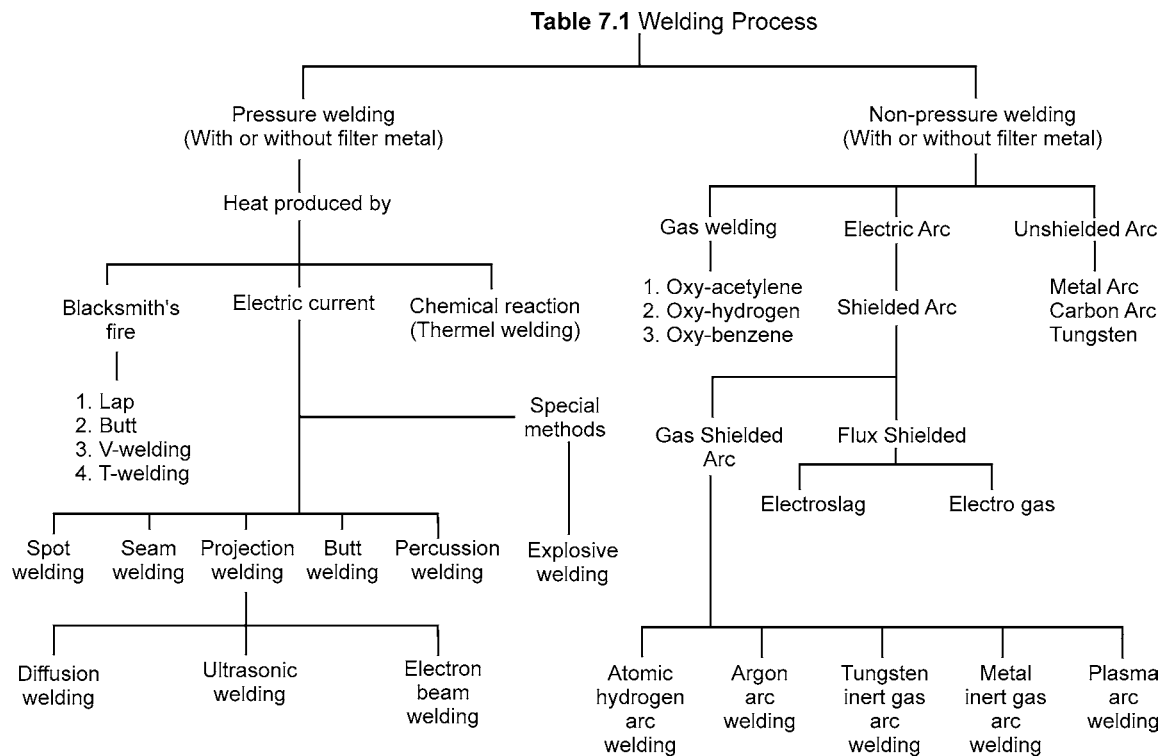 Table 7.1 Welding Process
Pressure welding
(With or without filter metal)
Non-pressure welding
(With or without filter metal)
Heat produced by
Gas welding
Electric Arc
Unshielded Arc
Blacksmith's
fire
Electric current
Chemical reaction
(Thermel welding)
1. Oxy-acetylene
2. Oxy-hydrogen
3. Oxy-benzene
Shielded Arc
Metal Arc
Carbon Arc
Tungsten
1. Lap
2. Butt
3. V-welding
4. T-welding
Special
methods
Gas Shielded
Arc
Flux Shielded
Electroslag
Electro gas
Spot
welding
Seam
welding
Projection
welding
Butt
welding
Percussion
welding
Explosive
welding
Diffusion
welding
Ultrasonic
welding
Electron
beam
welding
Atomic
hydrogen
arc
welding
Argon
arc
welding
Tungsten
inert gas
arc
welding
Metal
inert gas
arc
welding
Plasma
arc
welding